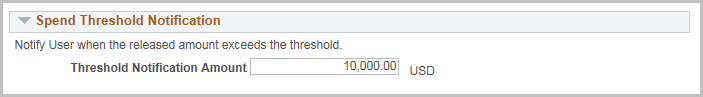 Spend Threshold Notification
Notify User when the released amount exceeds the threshold.
Threshold Notification Amount 10,000.00 USD